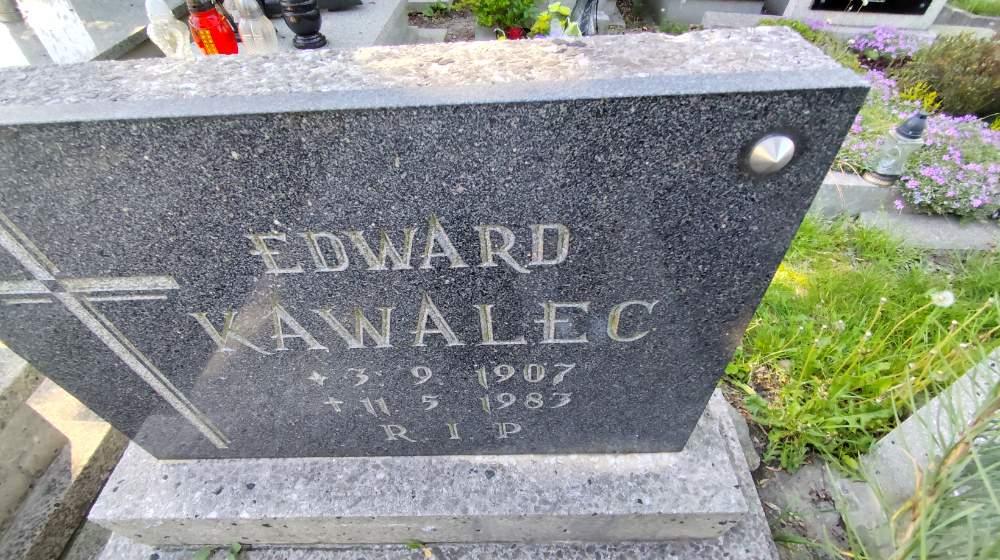 EDWARD
KAWALEC
* 3 9 1907
+ 11 5 1983
R I P